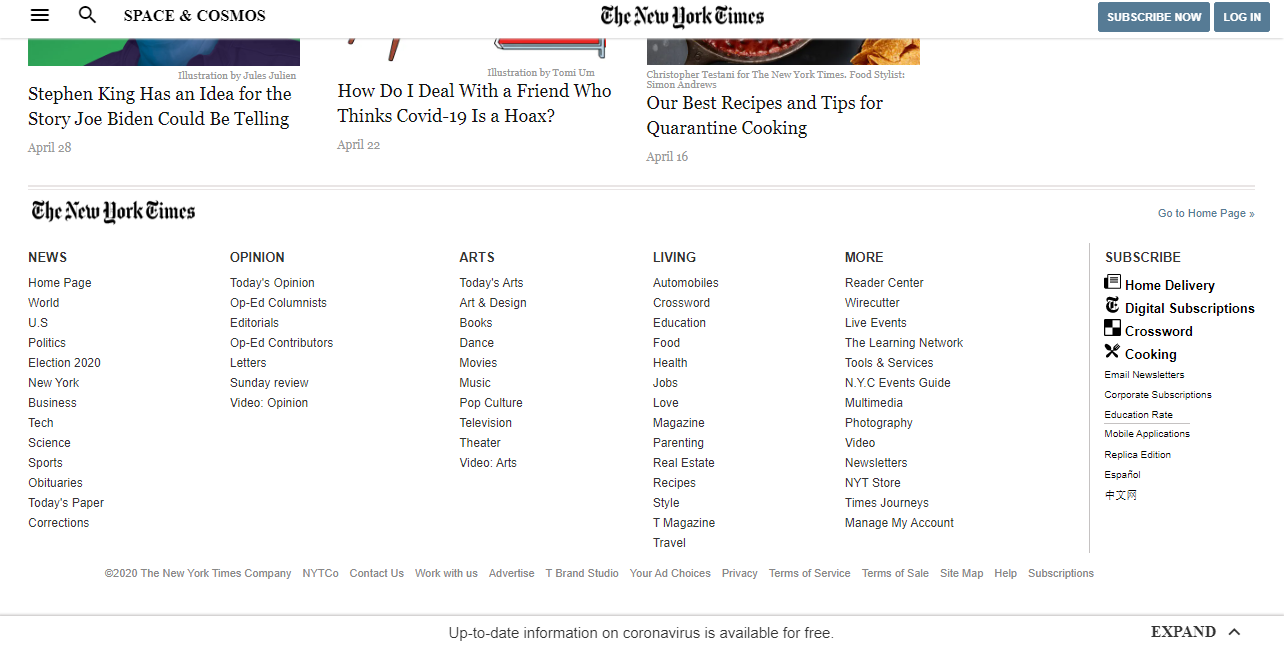 SPACE & COSMOS
The New York Times
SUBSCRIBE NOW
LOG IN
Illustration by Jules Julien
Stephen King Has an Idea for the
Story Joe Biden Could Be Telling
April 28
Illustration by Tomi Um
How Do I Deal With a Friend Who
Thinks Covid-19 Is a Hoax?
April 22
Christopher Testani for The New York Times. Food Stylist:
Simon Andrews
Our Best Recipes and Tips for
Quarantine Cooking
April 16
The New York Times
Go to Home Page »
NEWS
Home Page
World
U.S
Politics
Election 2020
New York
Business
Tech
Science
Sports
Obituaries
Today's Paper
Corrections
OPINION
Today's Opinion
Op-Ed Columnists
Editorials
Op-Ed Contributors
Letters
Sunday review
Video: Opinion
ARTS
Today's Arts
Art & Design
Books
Dance
Movies
Music
Pop Culture
Television
Theater
Video: Arts
LIVING
Automobiles
Crossword
Education
Food
Health
Jobs
Love
Magazine
Parenting
Real Estate
Recipes
Style
T Magazine
Travel
MORE
Reader Center
Wirecutter
Live Events
The Learning Network
Tools & Services
N.Y.C Events Guide
Multimedia
Photography
Video
Newsletters
NYT Store
Times Journeys
Manage My Account
SUBSCRIBE
Home Delivery
Digital Subscriptions
Crossword
Cooking
Email Newsletters
Corporate Subscriptions
Education Rate
Mobile Applications
Replica Edition
Español
中文网
©2020 The New York Times Company NYTCo Contact Us Work with us Advertise T Brand Studio Your Ad Choices Privacy Terms of Service Terms of Sale Site Map Help Subscriptions
Up-to-date information on coronavirus is available for free.
EXPAND